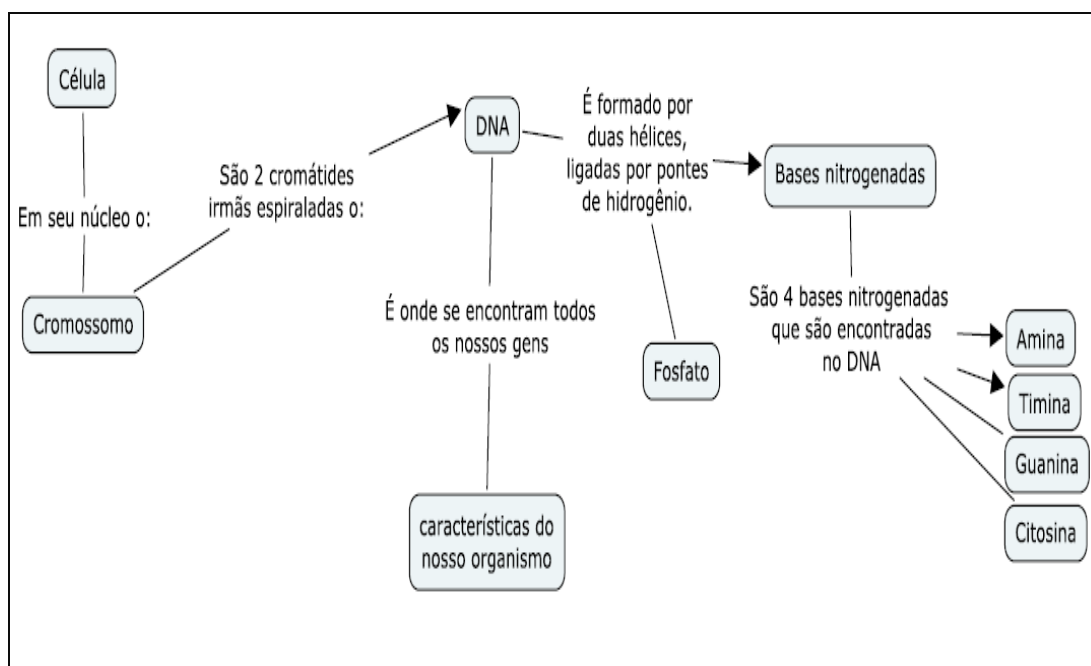 Célula
Em seu núcleo o:
Cromossomo
São 2 cromátides
irmãs espiraladas o:
DNA
É onde se encontram todos
os nossos gens
características do
nosso organismo
É formado por
duas hélices,
ligadas por pontes
de hidrogênio.
Fosfato
Bases nitrogenadas
São 4 bases nitrogenadas
que são encontradas
no DNA
Amina
Timina
Guanina
Citosina